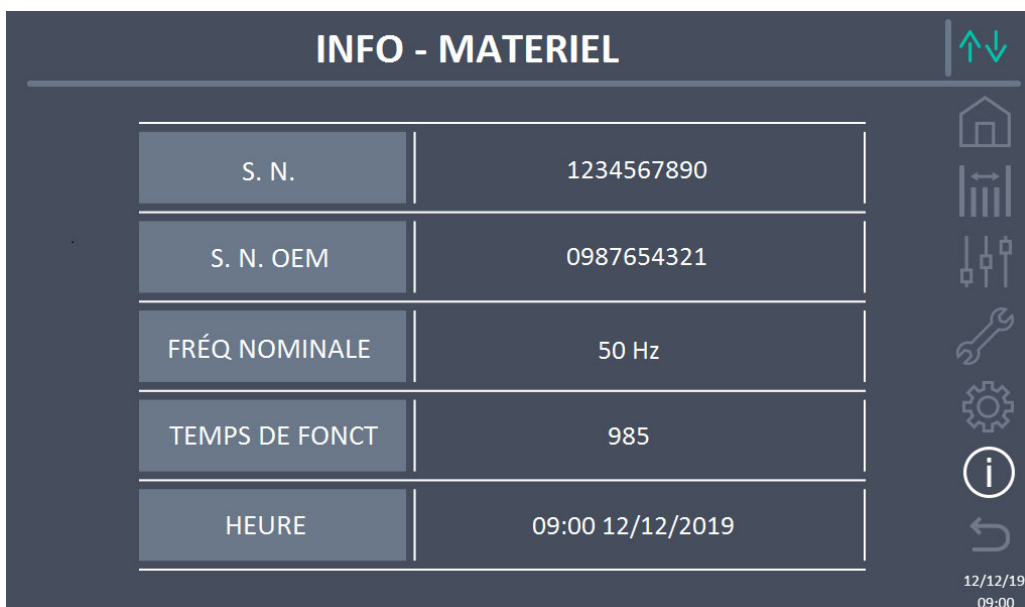 INFO - MATERIEL
S. N.
1234567890
S. N. OEM
0987654321
FRÉQ NOMINALE
50 Hz
TEMPS DE FONCT
985
HEURE
09:00 12/12/2019
12/12/19
09:00